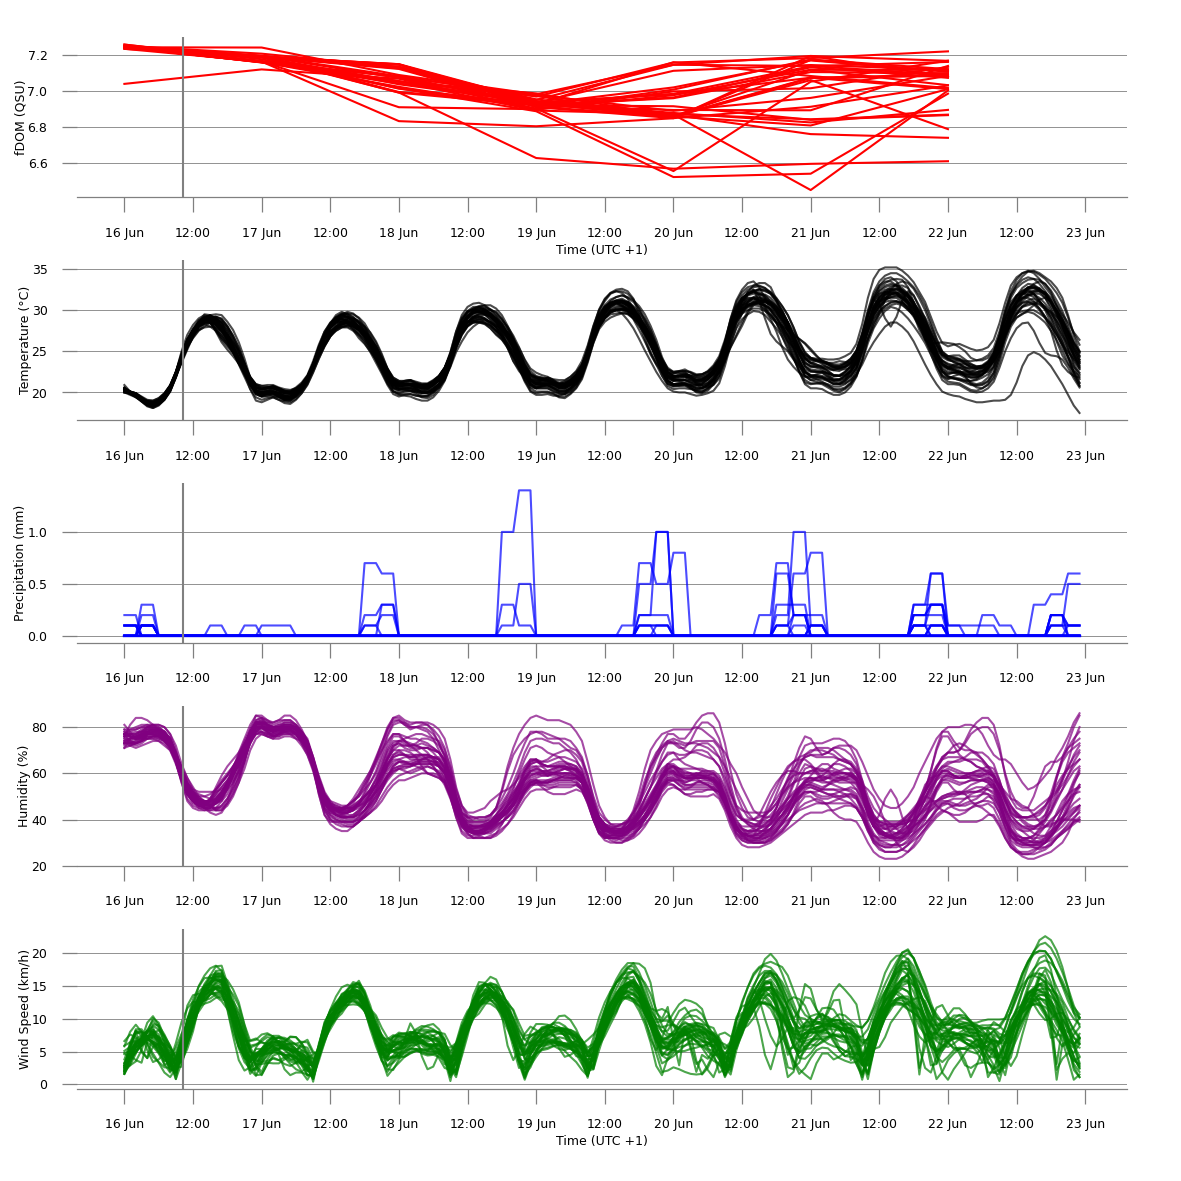 7.2
7.0
6.8
6.6
fDOM (QSU)
16 Jun 12:00 17 Jun 12:00 18 Jun 12:00 19 Jun 12:00 20 Jun 12:00 21 Jun 12:00 22 Jun 12:00 23 Jun
Time (UTC +1)
35
30
25
20
Temperature (°C)
16 Jun 12:00 17 Jun 12:00 18 Jun 12:00 19 Jun 12:00 20 Jun 12:00 21 Jun 12:00 22 Jun 12:00 23 Jun
1.0
0.5
0.0
Precipitation (mm)
16 Jun 12:00 17 Jun 12:00 18 Jun 12:00 19 Jun 12:00 20 Jun 12:00 21 Jun 12:00 22 Jun 12:00 23 Jun
80
60
40
20
Humidity (%)
16 Jun 12:00 17 Jun 12:00 18 Jun 12:00 19 Jun 12:00 20 Jun 12:00 21 Jun 12:00 22 Jun 12:00 23 Jun
20
15
10
5
0
Wind Speed (km/h)
16 Jun 12:00 17 Jun 12:00 18 Jun 12:00 19 Jun 12:00 20 Jun 12:00 21 Jun 12:00 22 Jun 12:00 23 Jun
Time (UTC +1)